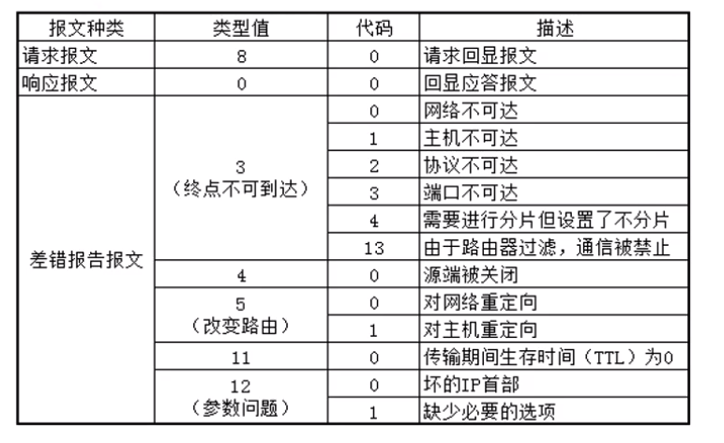 报文种类 类型值 代码 描述
请求报文 8 0 请求回显报文
响应报文 0 0 回显应答报文
差错报告报文
3
(终点不可到达)
0 网络不可达
1 主机不可达
2 协议不可达
3 端口不可达
4 需要进行分片但设置了不分片
13 由于路由器过滤，通信被禁止
4 0 源端被关闭
5
(改变路由)
0 对网络重定向
1 对主机重定向
11 0 传输期间生存时间（TTL）为0
12
(参数问题)
0 坏的IP首部
1 缺少必要的选项